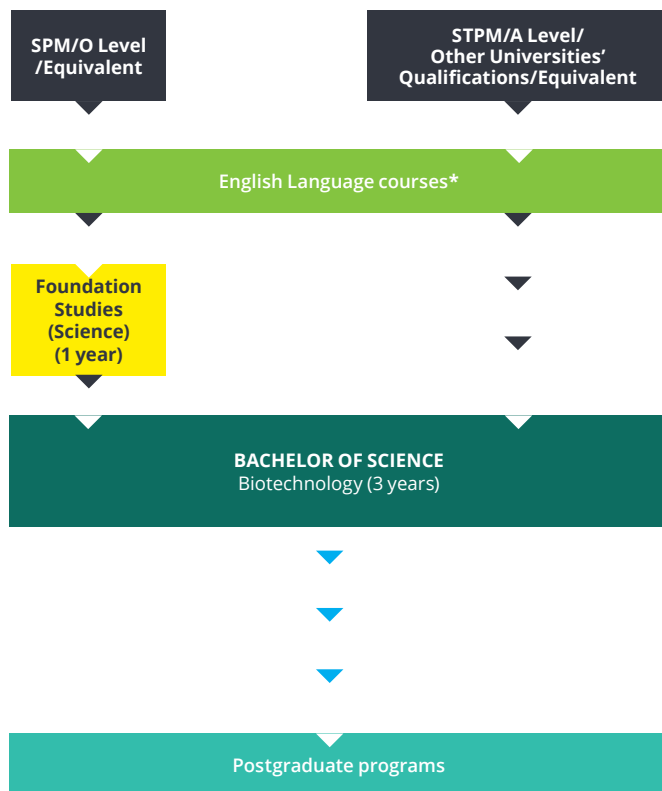 SPM/O Level
/Equivalent
STPM/A Level/
Other Universities’
Qualifications/Equivalent
English Language courses*
Foundation
Studies
(Science)
(1 year)
BACHELOR OF SCIENCE
Biotechnology (3 years)
Postgraduate programs